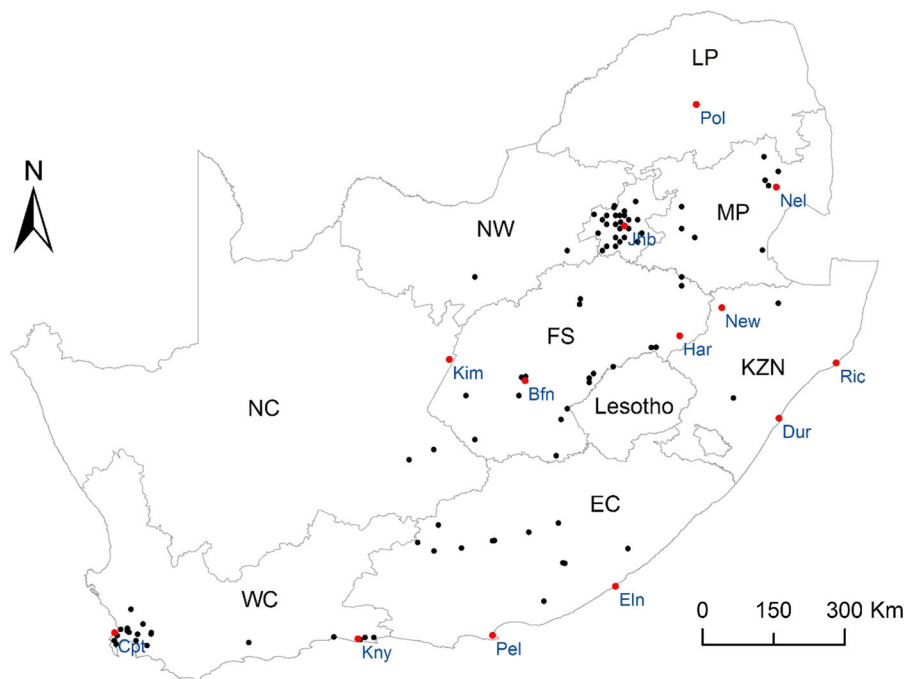 LP
Pol
N
NW
MP
Nel
Jhb
New
FS
Har
Kim
KZN
Ric
NC
Bfn
Lesotho
Dur
EC
WC
Eln
Cpt
Kny
Pel
0 150 300 Km